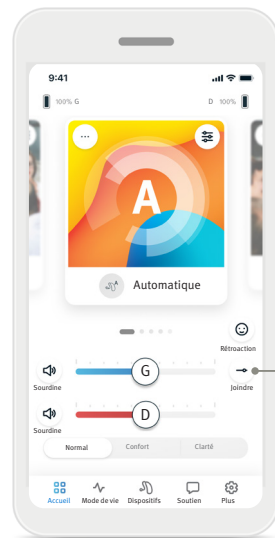 9:41
100% G
D 100%
A
Automatique
Rétroaction
G
Sourdine
Joindre
D
Sourdine
Normal
Confort
Clarté
Accueil
Mode de vie
Dispositifs
Soutien
Plus